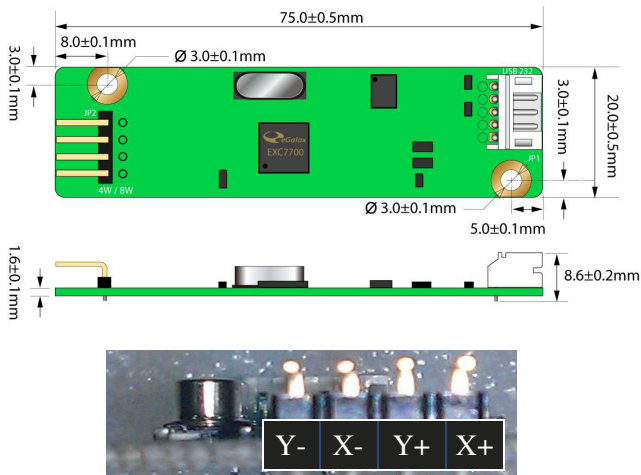 75.0±0.5mm
8.0±0.1mm
Ø 3.0±0.1mm
3.0±0.1mm
USB 232
JP2
eGalax
EXC7700
3.0±0.1mm
20.0±0.5mm
JP1
4W / 8W
Ø 3.0±0.1mm
5.0±0.1mm
1.6±0.1mm
8.6±0.2mm
Y- X- Y+ X+